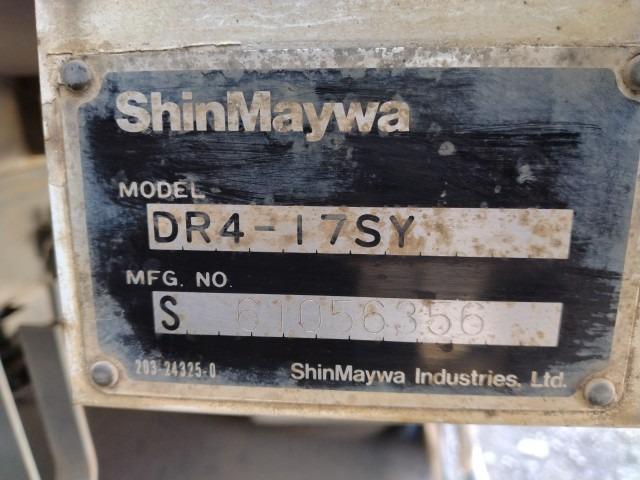 ShinMaywa
MODEL
DR4-17SY
MFG. NO.
S 61056356
203-24325-0 ShinMaywa Industries, Ltd.